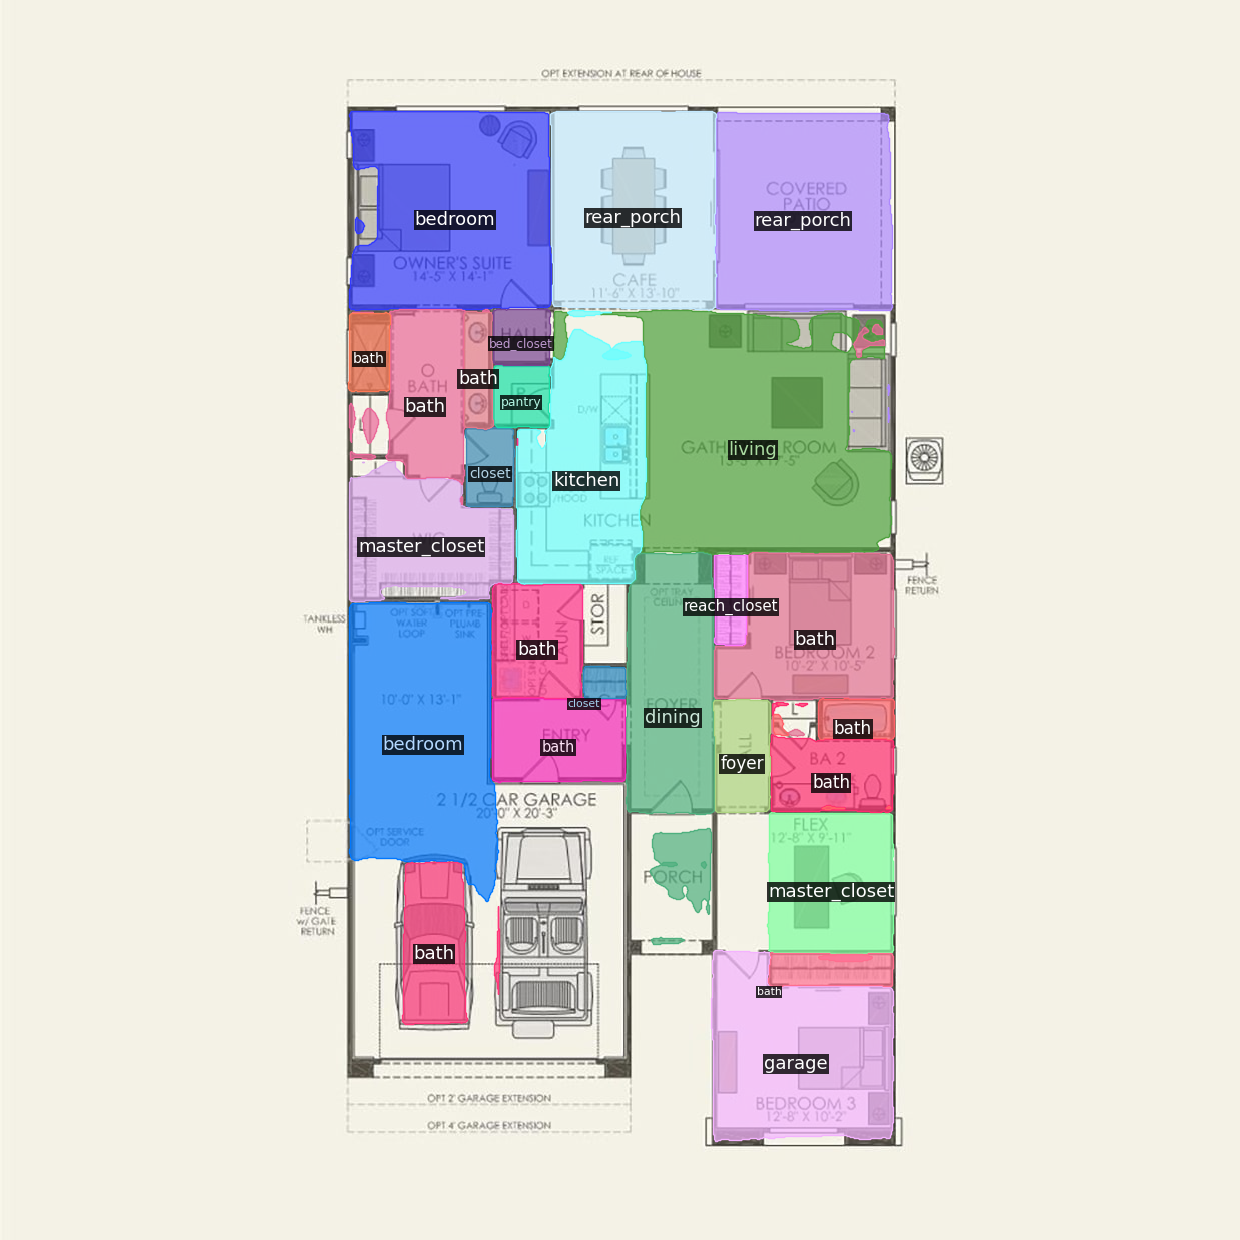 OPT EXTENSION AT REAR OF HOUSE
COVERED
PATIO
bedroom
rear_porch
rear_porch
OWNER'S SUITE
14'-5" X 14'-1"
CAFE
11'-6" X 13'-10"
HALL
bed_closet
bath
bath
BATH
bath
pantry
D/W
GATH ROOM
living
closet
kitchen
/HOOD
KITCHEN
master_closet
REF
SPACE
FENCE
RETURN
OPT TRAY
reach_closet
TANKLESS
WH
OPT SOFT
WATER
LOOP
OPT PRE-
PLUMB
SINK
STOR
LAUN
bath
bath
BEDROOM 2
10'-2" X 10'-5"
10'-0" X 13'-1"
closet
FOYER
dining
bath
ENTRY
bath
bedroom
foyer
BA 2
bath
2 1/2 CAR GARAGE
20'-0" X 20'-3"
FLEX
12'-8" X 9'-11"
OPT SERVICE
DOOR
PORCH
master_closet
FENCE
w/ GATE
RETURN
bath
bath
garage
OPT 2' GARAGE EXTENSION
BEDROOM 3
12'-8" X 10'-2"
OPT 4' GARAGE EXTENSION